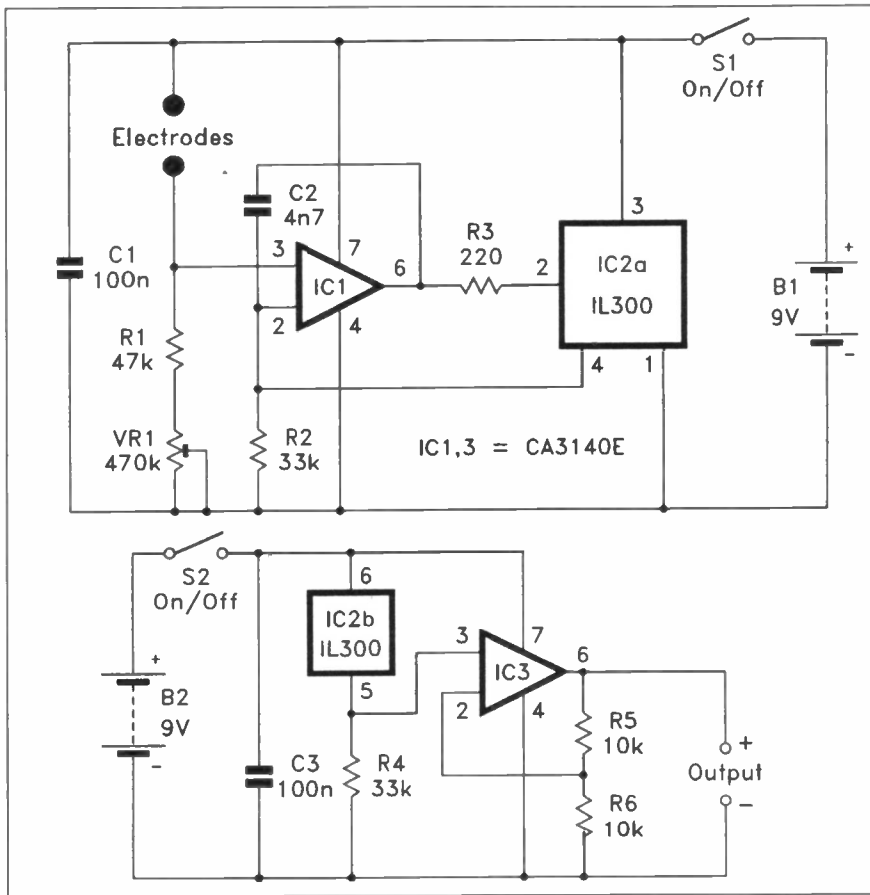 S1
On/Off
Electrodes
C2
4n7
C1
100n
3
7
6
IC1
2
4
R3
220
2
3
IC2a
IL300
4
1
+
B1
9V
-
R1
47k
VR1
470k
R2
33k
IC1,3 = CA3140E
S2
On/Off
6
IC2b
IL300
5
3
7
6
IC3
2
4
+
B2
9V
-
C3
100n
R4
33k
R5
10k
R6
10k
+
Output
-